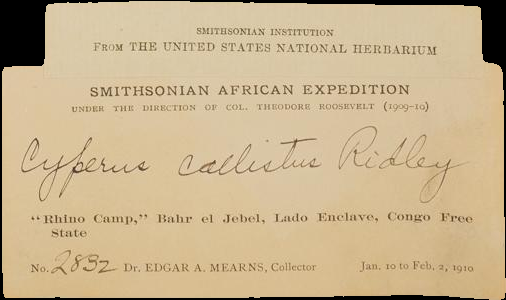 SMITHSONIAN INSTITUTION
FROM THE UNITED STATES NATIONAL HERBARIUM
SMITHSONIAN AFRICAN EXPEDITION
UNDER THE DIRECTION OF COL. THEODORE ROOSEVELT (1909-10)
Cyperus callistus Ridley
"Rhino Camp," Bahr el Jebel, Lado Enclave, Congo Free
State
No. 2832 Dr. EDGAR A. MEARNS, Collector Jan. 10 to Feb. 2, 1910